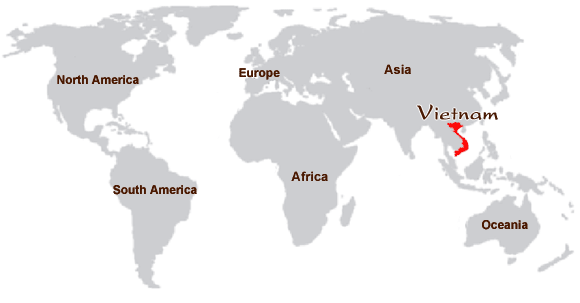 Europe
Asia
North America
Vietnam
Africa
South America
Oceania